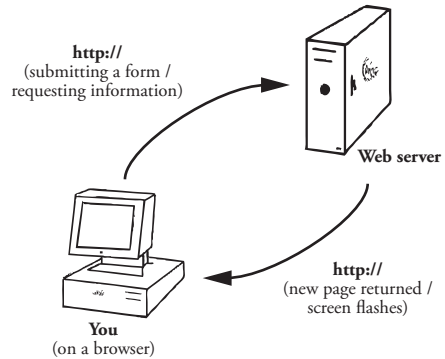 http://
(submitting a form /
requesting information)
Web server
http://
(new page returned /
screen flashes)
You
(on a browser)